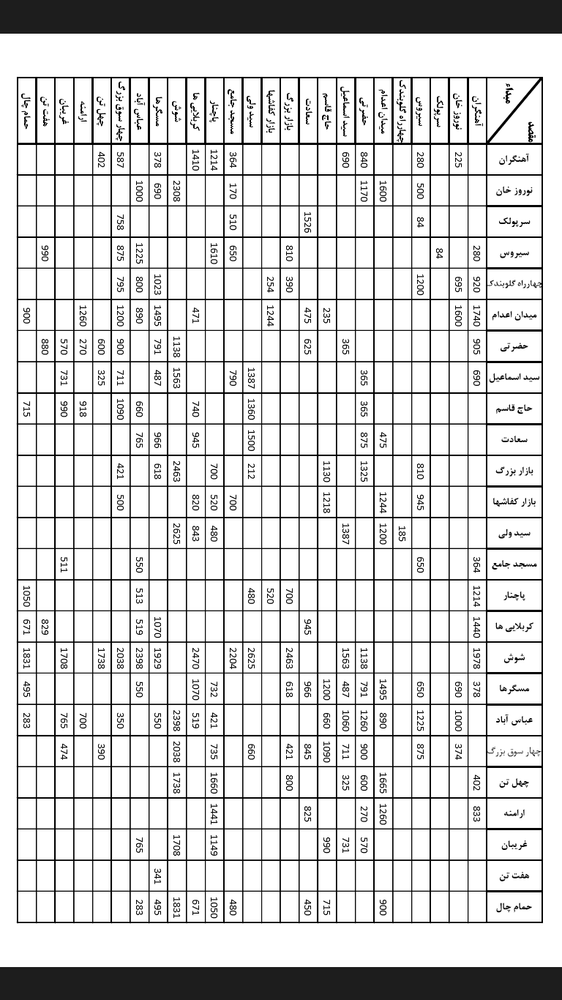 مقصد مبداء آهنگران نوروز خان سرپولک سیروس چهارراه گلوبندک میدان اعدام حضرتی سید اسماعیل حاج قاسم سعادت بازار بزرگ بازار کفاشها سید ولی مسجد جامع پاچنار کربلایی ها شوش مسگرها عباس آباد چهار سوق بزرگ چهل تن ارامنه غریبان هفت تن حمام چال
آهنگران 225 280 840 690 364 1214 1410 378 587 402
نوروز خان 500 1600 1170 170 2308 690 1000
سرپولک 84 1526 510 758
سیروس 280 84 810 650 1610 1225 875 990
چهارراه گلوبندک 920 695 1200 390 254 1023 800 795
میدان اعدام 1740 1600 235 475 1244 471 1495 890 1200 1260 900
حضرتی 905 365 625 1138 791 900 600 270 570 880
سید اسماعیل 690 365 1387 790 1563 487 711 325 731
حاج قاسم 365 1360 740 660 1090 918 990 715
سعادت 475 875 1500 945 966 765
بازار بزرگ 810 1325 1130 212 700 2463 618 421
بازار کفاشها 945 1244 1218 700 520 820 500
سید ولی 185 1200 1387 480 843 2625
مسجد جامع 364 650 550 511
پاچنار 1214 700 520 480 513 1050
کربلایی ها 1440 945 1070 519 829 671
شوش 1978 1138 1563 2463 2625 2204 2470 1929 2398 2038 1738 1708 1831
مسگرها 378 690 650 1495 791 487 1200 966 618 732 1070 550 495
عباس آباد 1000 1225 890 1260 1060 660 421 519 2398 550 350 700 765 283
چهار سوق بزرگ 374 875 900 711 1090 845 421 660 735 2038 390 474
چهل تن 402 1665 600 325 800 1660 1738
ارامنه 833 1260 270 825 1441
غریبان 570 731 990 1149 1708 765
هفت تن 341
حمام چال 900 715 450 480 1050 671 1831 495 283